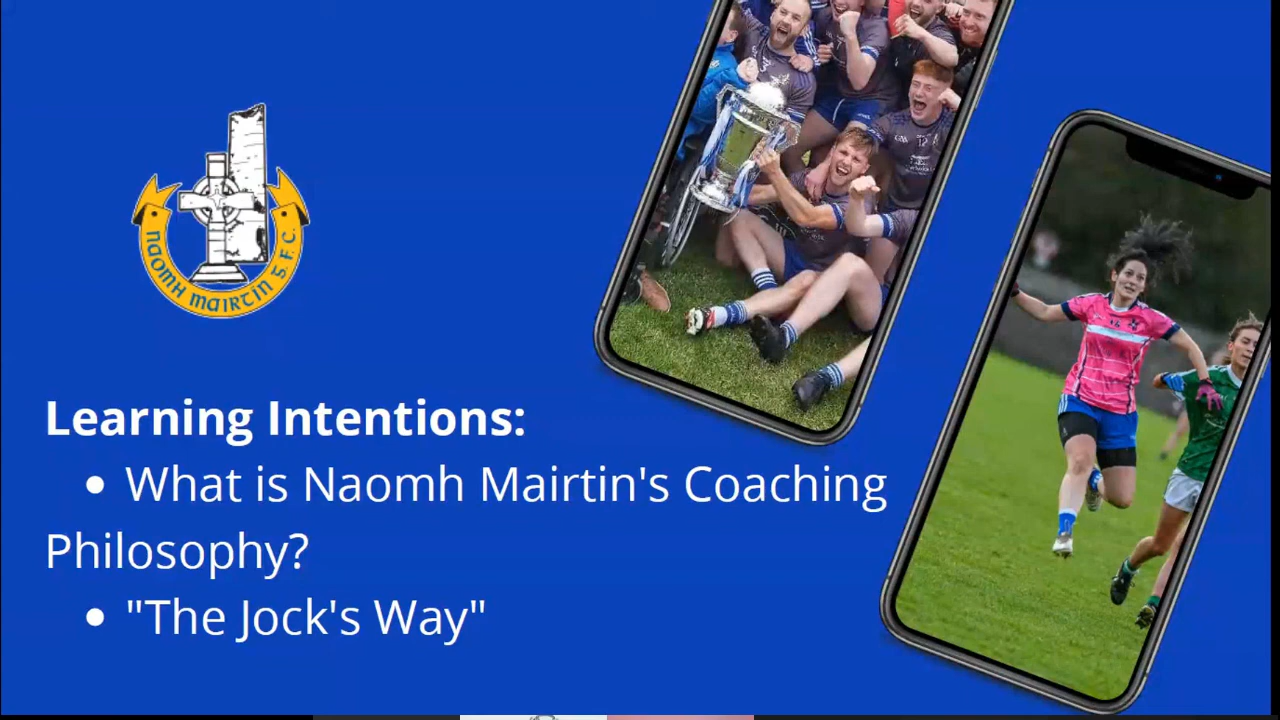 NAOMH MAIRTIN G.F.C.
Learning Intentions:
• What is Naomh Mairtin's Coaching
Philosophy?
• "The Jock's Way"